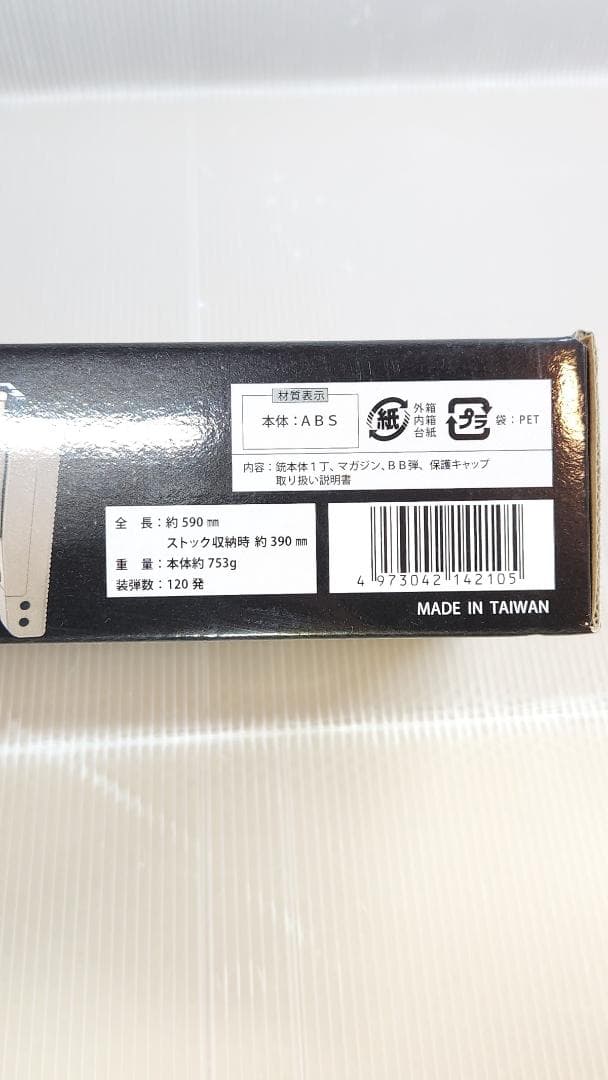 材質表示
本体：ＡＢＳ
紙
外箱
内箱
台紙
プラ
袋：PET
内容：銃本体１丁、マガジン、ＢＢ弾、保護キャップ
取り扱い説明書
全　長：約 590 ㎜
ストック収納時 約 390 ㎜
重　量：本体約 753g
装弾数：120 発
4 973042 142105
MADE IN TAIWAN